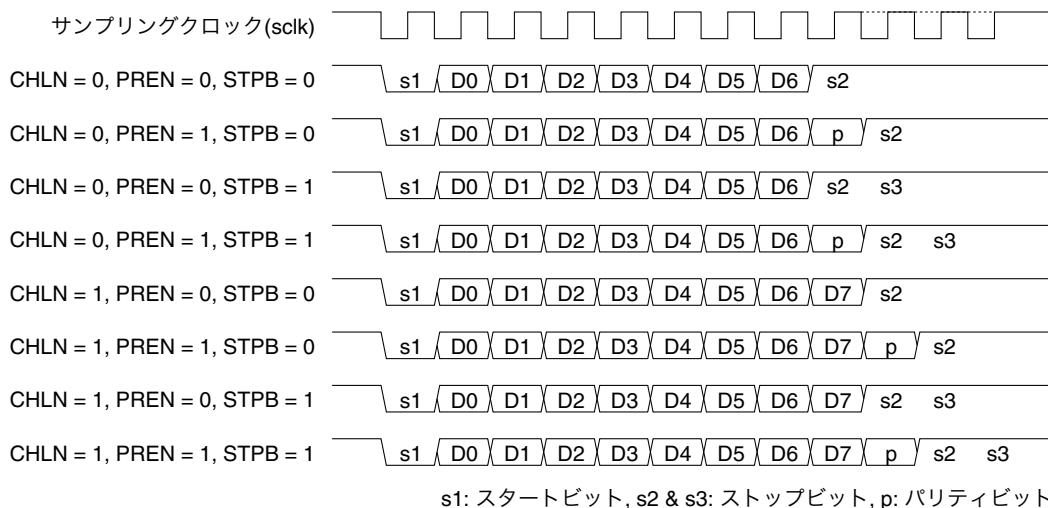 サンプリングクロック(sclk)
CHLN = 0, PREN = 0, STPB = 0 s1 D0 D1 D2 D3 D4 D5 D6 s2
CHLN = 0, PREN = 1, STPB = 0 s1 D0 D1 D2 D3 D4 D5 D6 p s2
CHLN = 0, PREN = 0, STPB = 1 s1 D0 D1 D2 D3 D4 D5 D6 s2 s3
CHLN = 0, PREN = 1, STPB = 1 s1 D0 D1 D2 D3 D4 D5 D6 p s2 s3
CHLN = 1, PREN = 0, STPB = 0 s1 D0 D1 D2 D3 D4 D5 D6 D7 s2
CHLN = 1, PREN = 1, STPB = 0 s1 D0 D1 D2 D3 D4 D5 D6 D7 p s2
CHLN = 1, PREN = 0, STPB = 1 s1 D0 D1 D2 D3 D4 D5 D6 D7 s2 s3
CHLN = 1, PREN = 1, STPB = 1 s1 D0 D1 D2 D3 D4 D5 D6 D7 p s2 s3
s1: スタートビット, s2 & s3: ストップビット, p: パリティビット